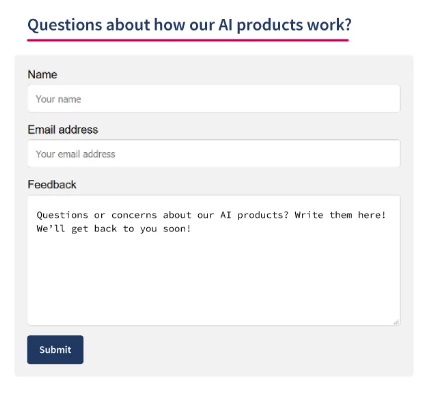 Questions about how our AI products work?
Name
Your name
Email address
Your email address
Feedback
Questions or concerns about our AI products? Write them here!
We'll get back to you soon!
Submit